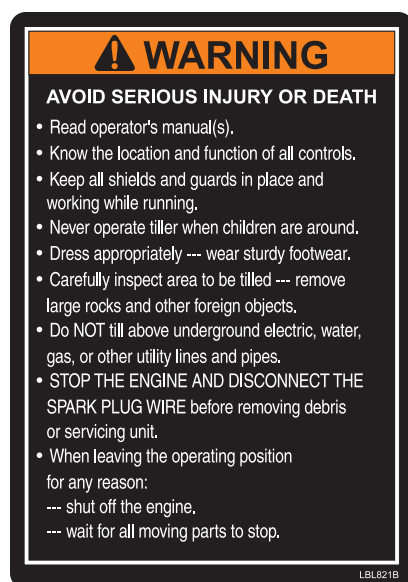 WARNING
AVOID SERIOUS INJURY OR DEATH
• Read operator's manual(s).
• Know the location and function of all controls.
• Keep all shields and guards in place and
working while running.
• Never operate tiller when children are around.
• Dress appropriately --- wear sturdy footwear.
• Carefully inspect area to be tilled --- remove
large rocks and other foreign objects.
• Do NOT till above underground electric, water,
gas, or other utility lines and pipes.
• STOP THE ENGINE AND DISCONNECT THE
SPARK PLUG WIRE before removing debris
or servicing unit.
• When leaving the operating position
for any reason:
--- shut off the engine.
--- wait for all moving parts to stop.
LBL821B